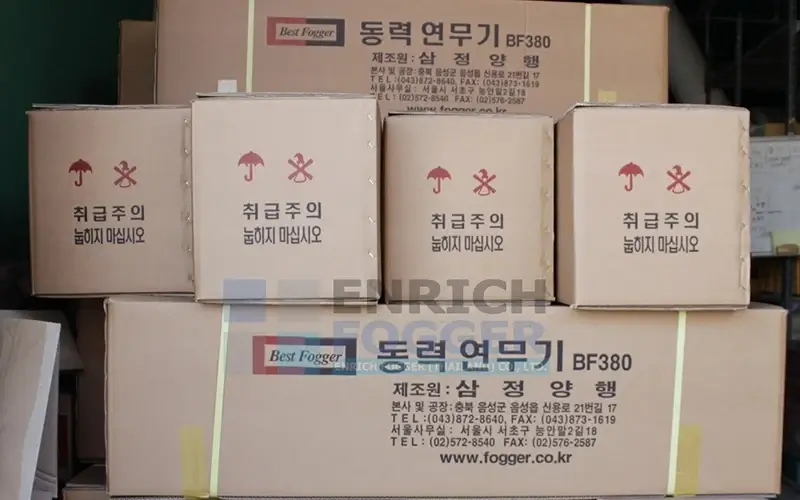 Best Fogger
동력 연무기 BF380
제조원 : 삼 정 양 행
본사 및 공장: 충북 음성군 음성읍 신용로 21번길 17
TEL : (043)872-8640, FAX: (043)873-1619
서울사무실: 서울시 서초구 능안말2길18
TEL : (02)572-8540 FAX: (02)576-2587
www.fogger.co.kr
취급주의
눕히지 마십시오
취급주의
눕히지 마십시오
취급주의
눕히지 마십시오
취급주의
눕히지 마십시오
ENRICH
FOGGER
ENRICH FOGGER (THAILAND) CO., LTD.
Best Fogger
동력 연무기 BF380
제조원 : 삼 정 양 행
본사 및 공장: 충북 음성군 음성읍 신용로 21번길 17
TEL : (043)872-8640, FAX: (043)873-1619
서울사무실: 서울시 서초구 능안말2길18
TEL : (02)572-8540 FAX: (02)576-2587
www.fogger.co.kr